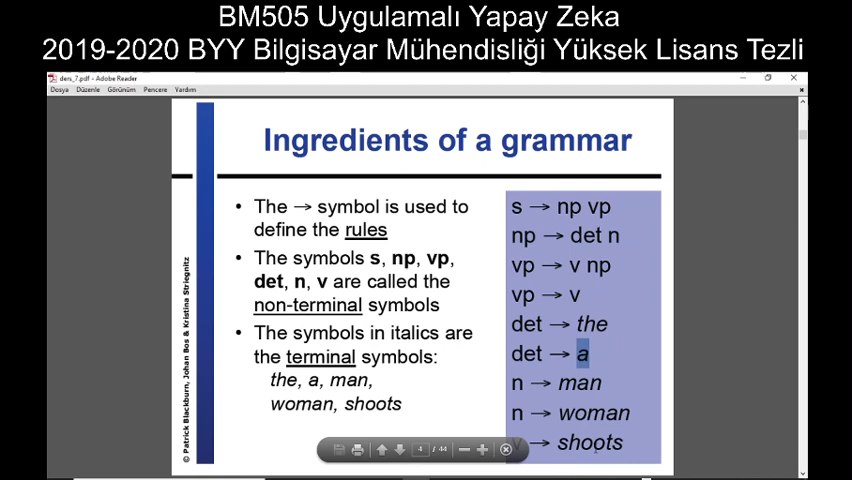 BM505 Uygulamalı Yapay Zeka
2019-2020 BYY Bilgisayar Mühendisliği Yüksek Lisans Tezli
ders_7.pdf - Adobe Reader
Dosya Düzenle Görünüm Pencere Yardım
Ingredients of a grammar
• The → symbol is used to
define the rules
• The symbols s, np, vp,
det, n, v are called the
non-terminal symbols
• The symbols in italics are
the terminal symbols:
the, a, man,
woman, shoots
s → np vp
np → det n
vp → v np
vp → v
det → the
det → a
n → man
n → woman
v → shoots
© Patrick Blackburn, Johan Bos & Kristina Striegnitz
4 / 44